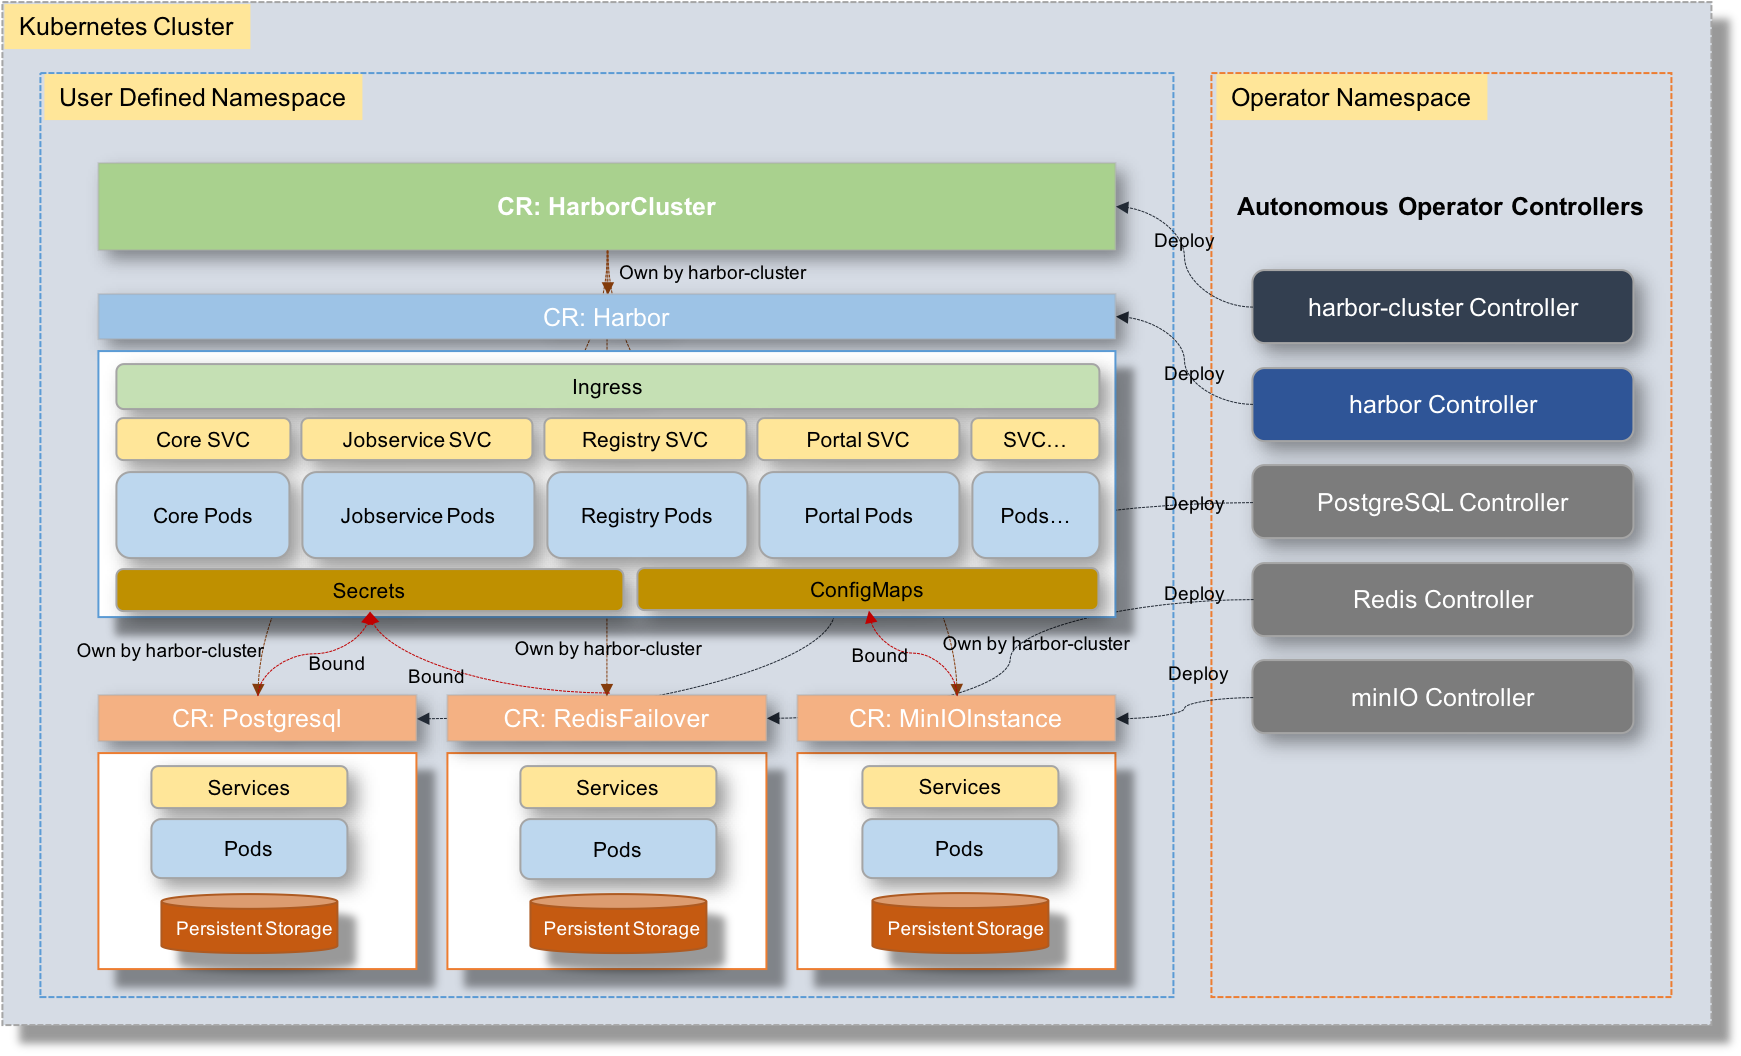 Kubernetes Cluster
User Defined Namespace
Operator Namespace
CR: HarborCluster
Autonomous Operator Controllers
Deploy
Own by harbor-cluster
harbor-cluster Controller
CR: Harbor
Deploy
harbor Controller
Ingress
Core SVC
Jobservice SVC
Registry SVC
Portal SVC
SVC...
Core Pods
Jobservice Pods
Registry Pods
Portal Pods
Pods...
Deploy
PostgreSQL Controller
Secrets
ConfigMaps
Deploy
Redis Controller
Own by harbor-cluster
Bound
Bound
Own by harbor-cluster
Bound
Own by harbor-cluster
Deploy
minIO Controller
CR: Postgresql
CR: RedisFailover
CR: MinIOInstance
Services
Services
Services
Pods
Pods
Pods
Persistent Storage
Persistent Storage
Persistent Storage